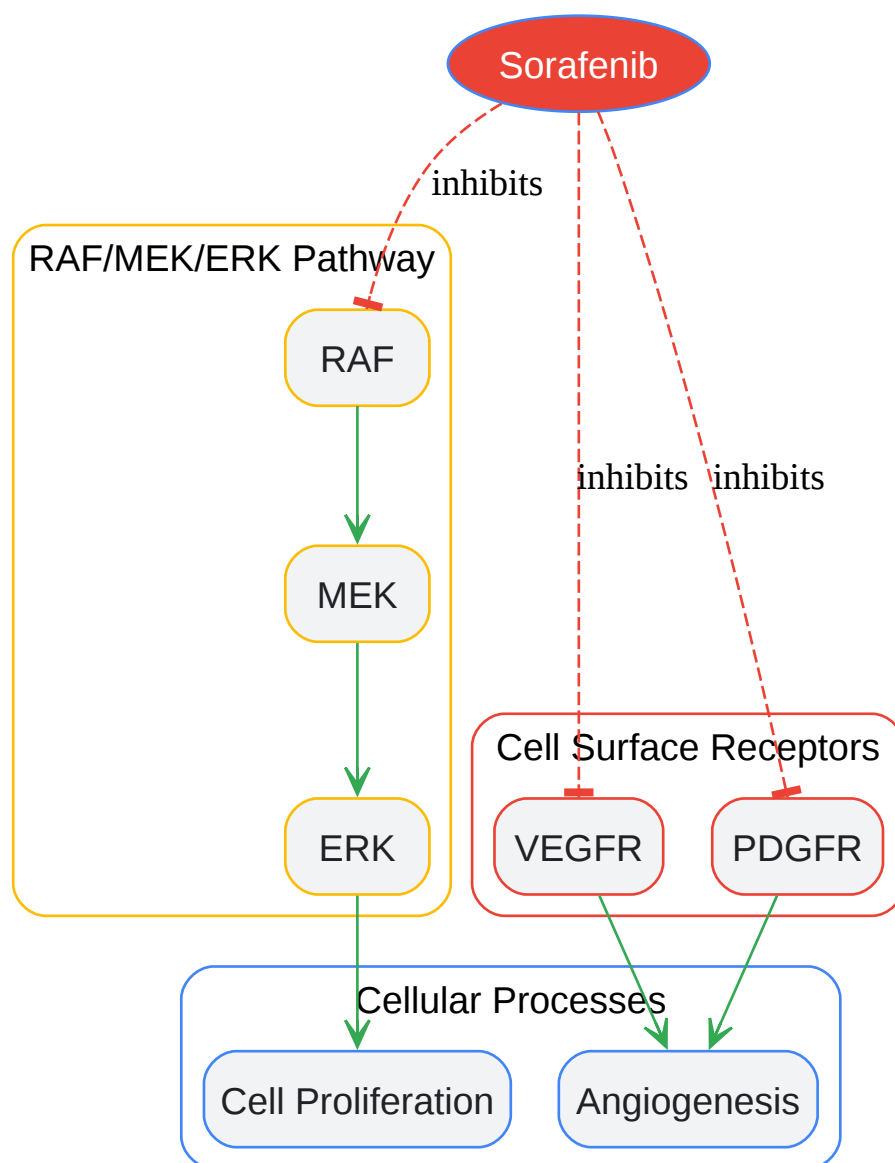 Sorafenib
inhibits
RAF/MEK/ERK Pathway
RAF
inhibits
inhibits
MEK
Cell Surface Receptors
ERK
VEGFR
PDGFR
Cellular Processes
Cell Proliferation
Angiogenesis